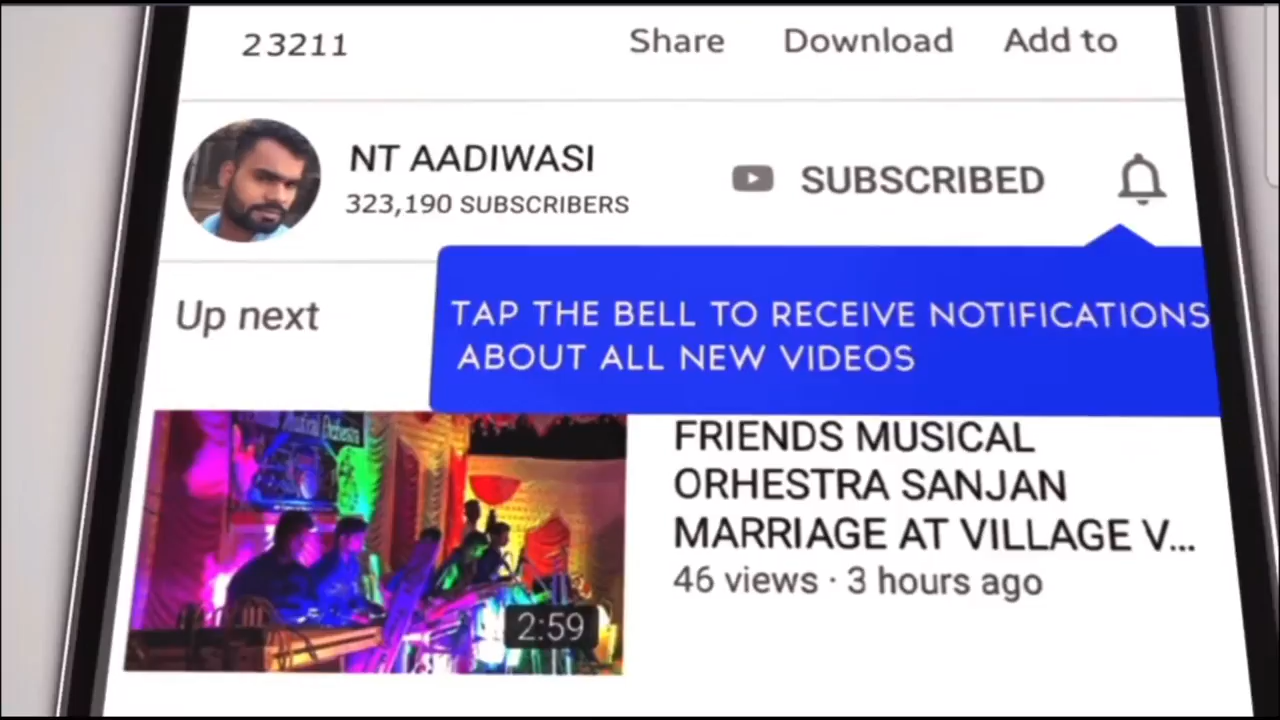 23211
Share
Download
Add to
NT AADIWASI
323,190 SUBSCRIBERS
SUBSCRIBED
TAP THE BELL TO RECEIVE NOTIFICATIONS
ABOUT ALL NEW VIDEOS
Up next
FRIENDS MUSICAL
ORHESTRA SANJAN
MARRIAGE AT VILLAGE V...
46 views · 3 hours ago
2:59